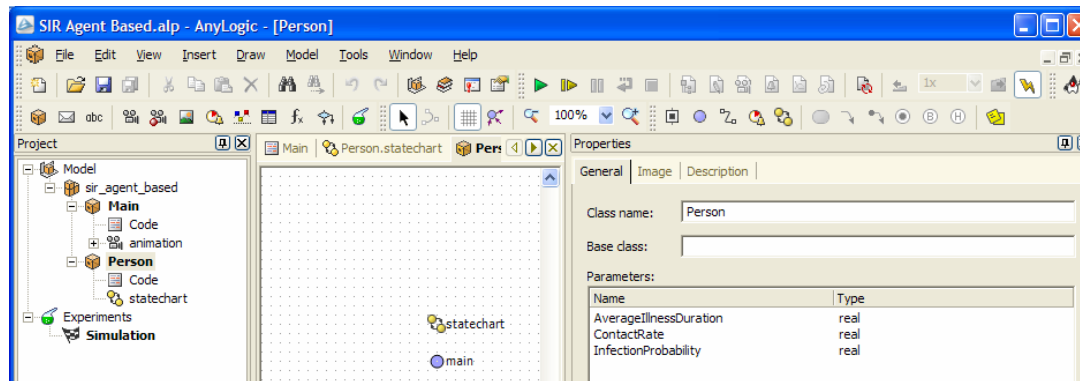 SIR Agent Based.alp - AnyLogic - [Person]
File Edit View Insert Draw Model Tools Window Help
1x
abc fx 100% B H
Project
Main Person.statechart Pers
Properties
Model
sir_agent_based
Main
Code
animation
Person
Code
statechart
Experiments
Simulation
statechart
main
General Image Description
Class name: Person
Base class:
Parameters:
Name Type
AverageIllnessDuration real
ContactRate real
InfectionProbability real